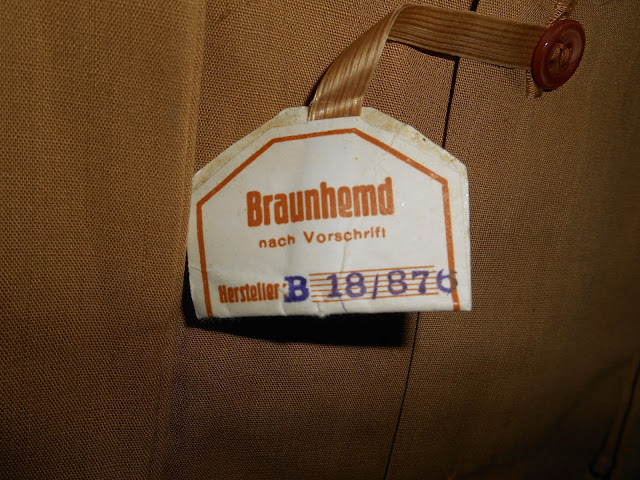 Braunhemd
nach Vorschrift
Hersteller B 18/876